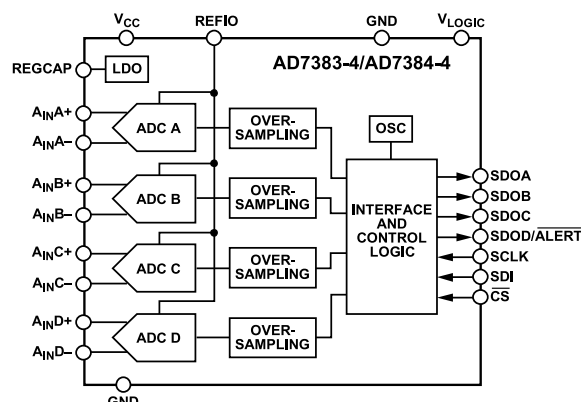 VCC
REFIO
GND
VLOGIC
REGCAP
LDO
AD7383-4/AD7384-4
AINA+
AINA–
ADC A
OVER-
SAMPLING
OSC
AINB+
AINB–
ADC B
OVER-
SAMPLING
AINC+
AINC–
ADC C
OVER-
SAMPLING
AIND+
AIND–
ADC D
OVER-
SAMPLING
INTERFACE
AND
CONTROL
LOGIC
SDOA
SDOB
SDOC
SDOD/ALERT
SCLK
SDI
CS
GND